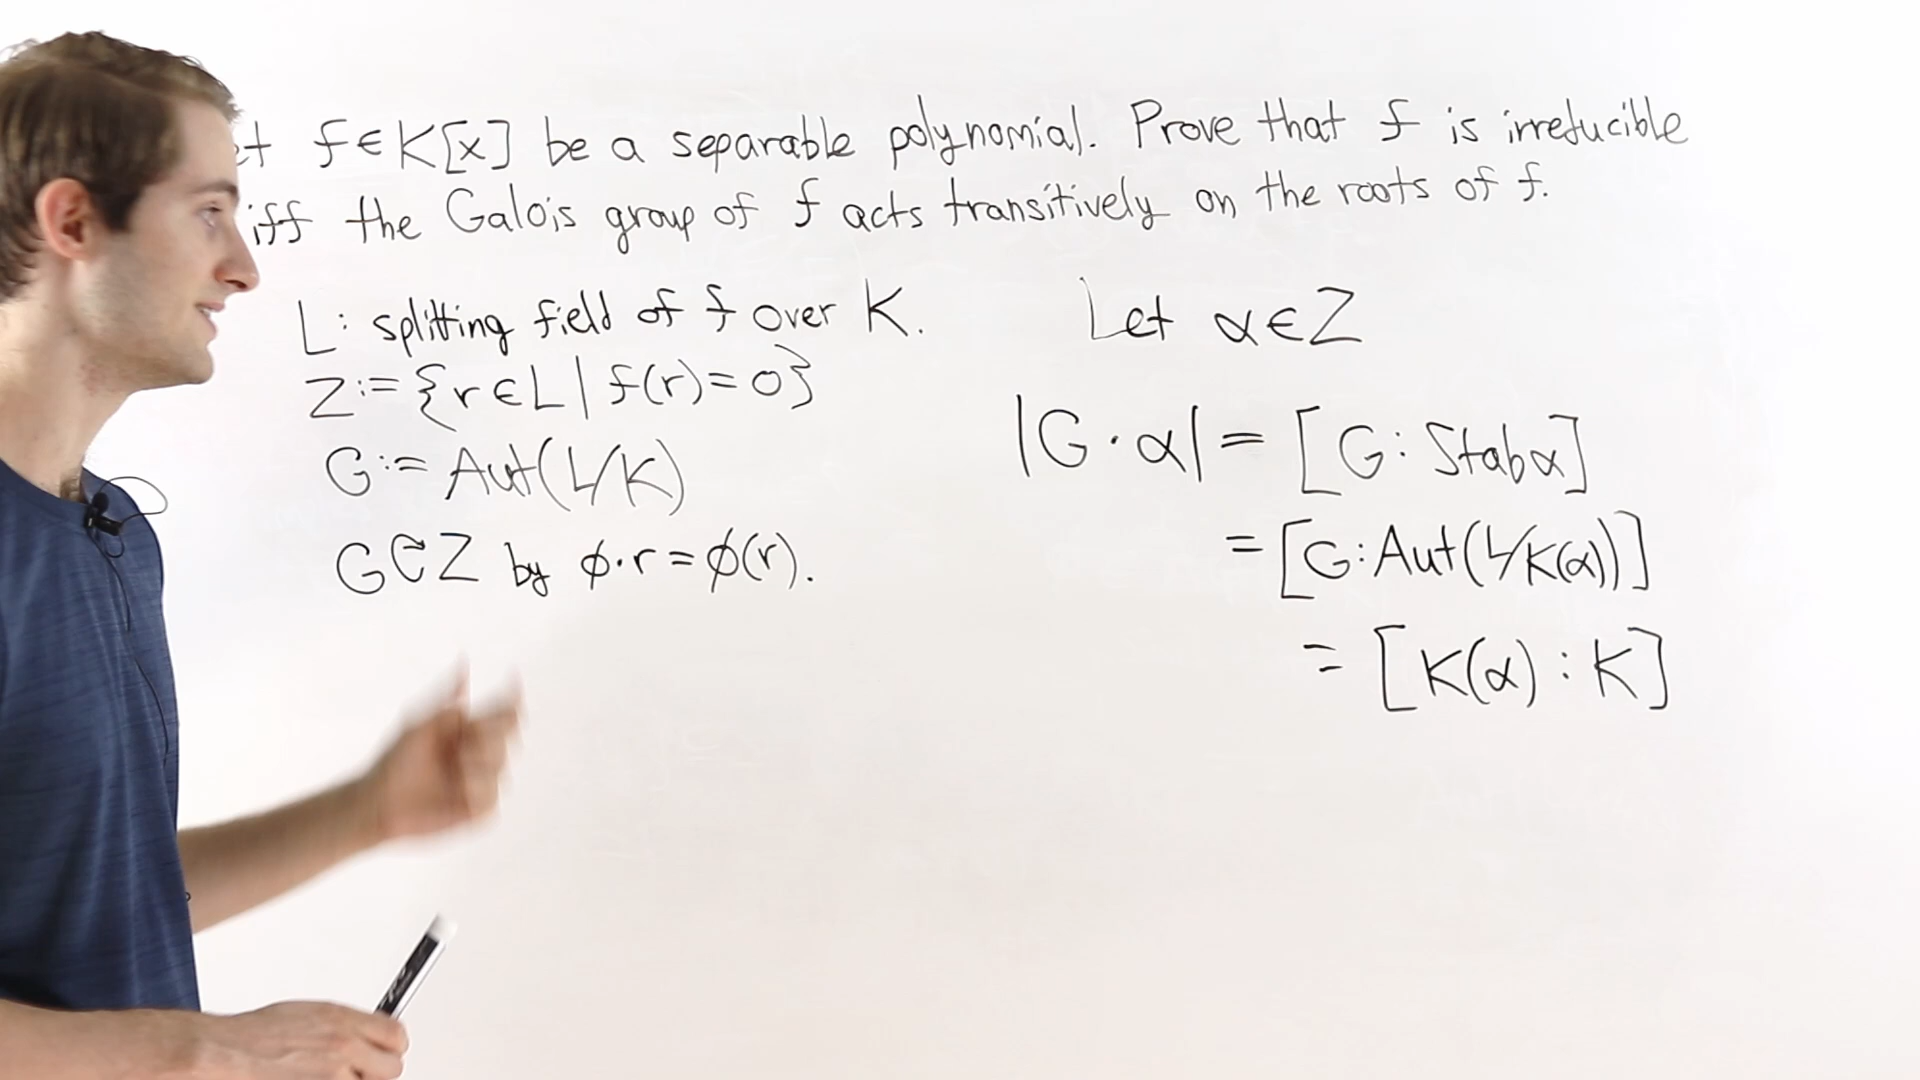 f∈K[x] be a separable polynomial. Prove that f is irreducible
iff the Galois group of f acts transitively on the roots of f.
L: splitting field of f over K.
Z:={r∈L | f(r)=0}
G:= Aut(L/K)
G⟳Z by φ·r=φ(r).
Let α∈Z
|G·α| = [G: Stabα]
= [G:Aut(L/K(α))]
= [K(α) : K]